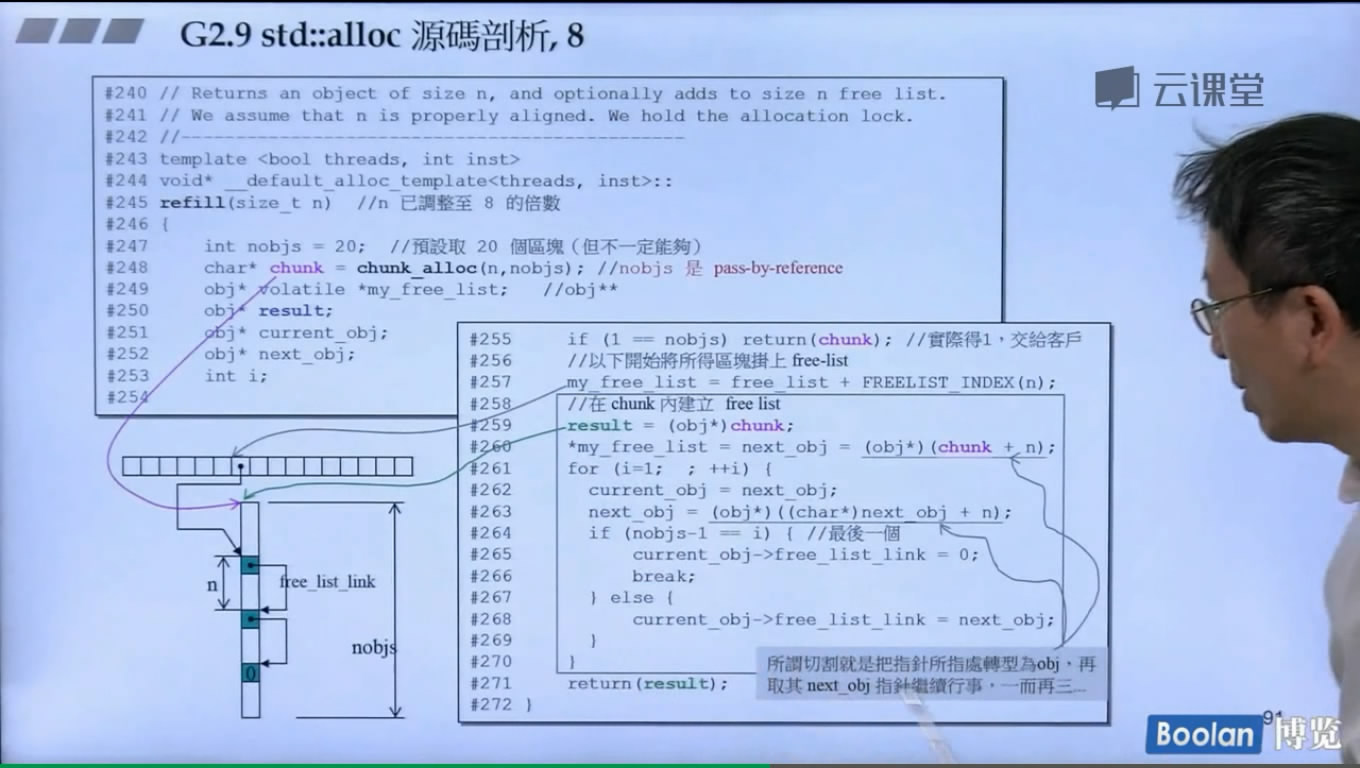 G2.9 std::alloc 源碼剖析, 8
云课堂
#240 // Returns an object of size n, and optionally adds to size n free list.
#241 // We assume that n is properly aligned. We hold the allocation lock.
#242 //----------------------------------------------
#243 template <bool threads, int inst>
#244 void* __default_alloc_template<threads, inst>::
#245 refill(size_t n)  //n 已調整至 8 的倍數
#246 {
#247     int nobjs = 20;  //預設取 20 個區塊（但不一定能夠）
#248     char* chunk = chunk_alloc(n,nobjs); //nobjs 是 pass-by-reference
#249     obj* volatile *my_free_list;   //obj**
#250     obj* result;
#251     obj* current_obj;
#252     obj* next_obj;
#253     int i;
#254
#255     if (1 == nobjs) return(chunk); //實際得1，交給客戶
#256     //以下開始將所得區塊掛上 free-list
#257     my_free_list = free_list + FREELIST_INDEX(n);
#258     //在 chunk 內建立 free list
#259     result = (obj*)chunk;
#260     *my_free_list = next_obj = (obj*)(chunk + n);
#261     for (i=1; ; ++i) {
#262       current_obj = next_obj;
#263       next_obj = (obj*)((char*)next_obj + n);
#264       if (nobjs-1 == i) { //最後一個
#265           current_obj->free_list_link = 0;
#266           break;
#267       } else {
#268           current_obj->free_list_link = next_obj;
#269       }
#270     }
#271     return(result);
#272 }
所謂切割就是把指針所指處轉型為obj，再
取其 next_obj 指針繼續行事，一而再三...
n
free_list_link
nobjs
0
91
Boolan 博览